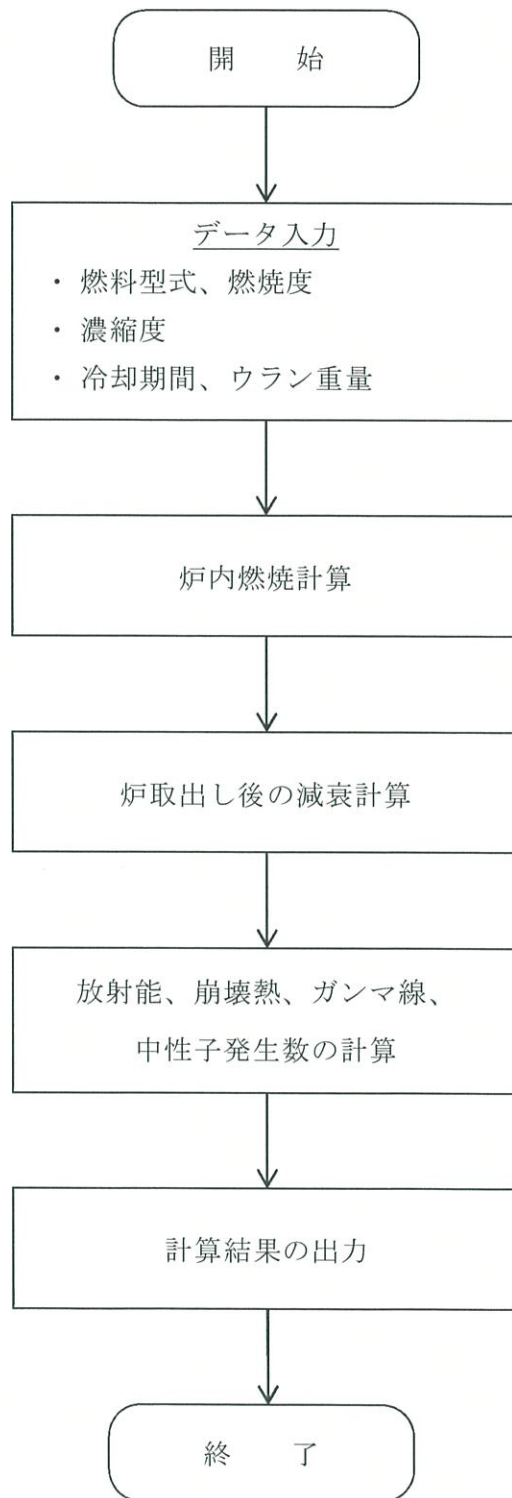 開　　始
データ入力
・ 燃料型式、燃焼度
・ 濃縮度
・ 冷却期間、ウラン重量
炉内燃焼計算
炉取出し後の減衰計算
放射能、崩壊熱、ガンマ線、
中性子発生数の計算
計算結果の出力
終　　了